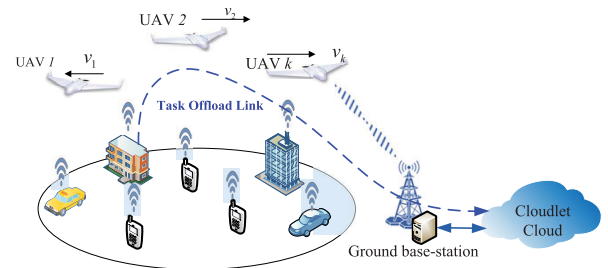 UAV 2 v₂
UAV 1 v₁
UAV k vₖ
Task Offload Link
Cloudlet
Cloud
Ground base-station